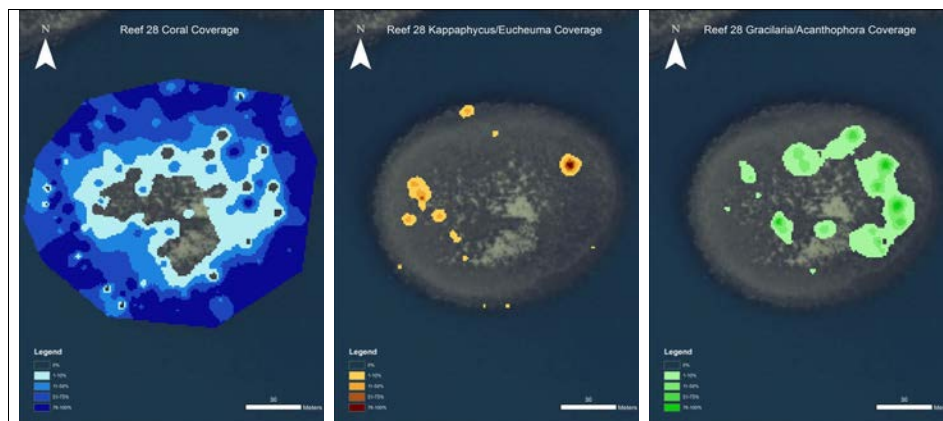 Reef 28 Coral Coverage
N
Legend
0%
1-10%
11-50%
51-75%
76-100%
30
Meters
Reef 28 Kappaphycus/Eucheuma Coverage
N
Legend
0%
1-10%
11-50%
51-75%
76-100%
30
Meters
Reef 28 Gracilaria/Acanthophora Coverage
N
Legend
0%
1-10%
11-50%
51-75%
76-100%
30
Meters